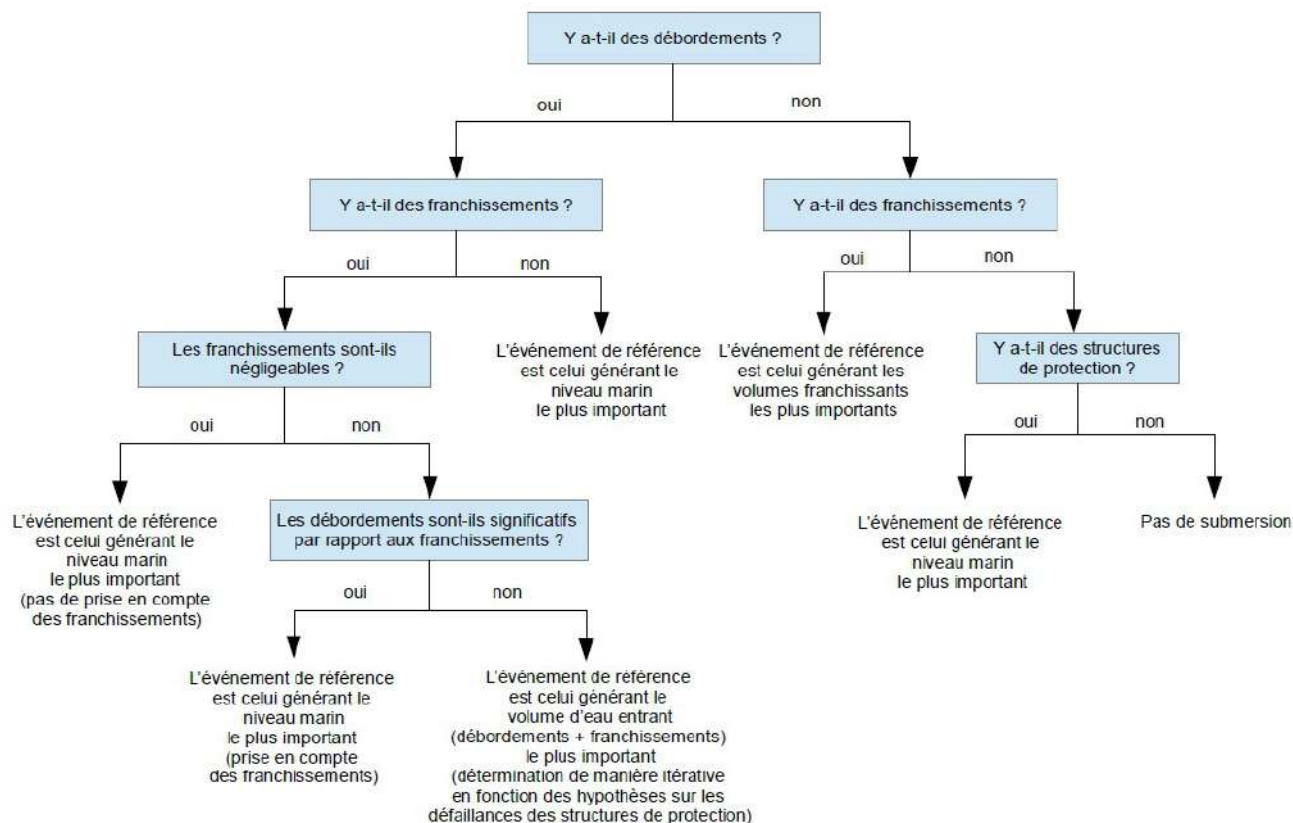 Y a-t-il des débordements ?
oui
non
Y a-t-il des franchissements ?
Y a-t-il des franchissements ?
oui
non
oui
non
Les franchissements sont-ils
négligeables ?
L'événement de référence
est celui générant le
niveau marin
le plus important
L'événement de référence
est celui générant les
volumes franchissants
les plus importants
Y a-t-il des structures
de protection ?
oui
non
oui
non
L'événement de référence
est celui générant le
niveau marin
le plus important
(pas de prise en compte
des franchissements)
Les débordements sont-ils significatifs
par rapport aux franchissements ?
L'événement de référence
est celui générant le
niveau marin
le plus important
Pas de submersion
oui
non
L'événement de référence
est celui générant le
niveau marin
le plus important
(prise en compte
des franchissements)
L'événement de référence
est celui générant le
volume d'eau entrant
(débordements + franchissements)
le plus important
(détermination de manière itérative
en fonction des hypothèses sur les
défaillances des structures de protection)